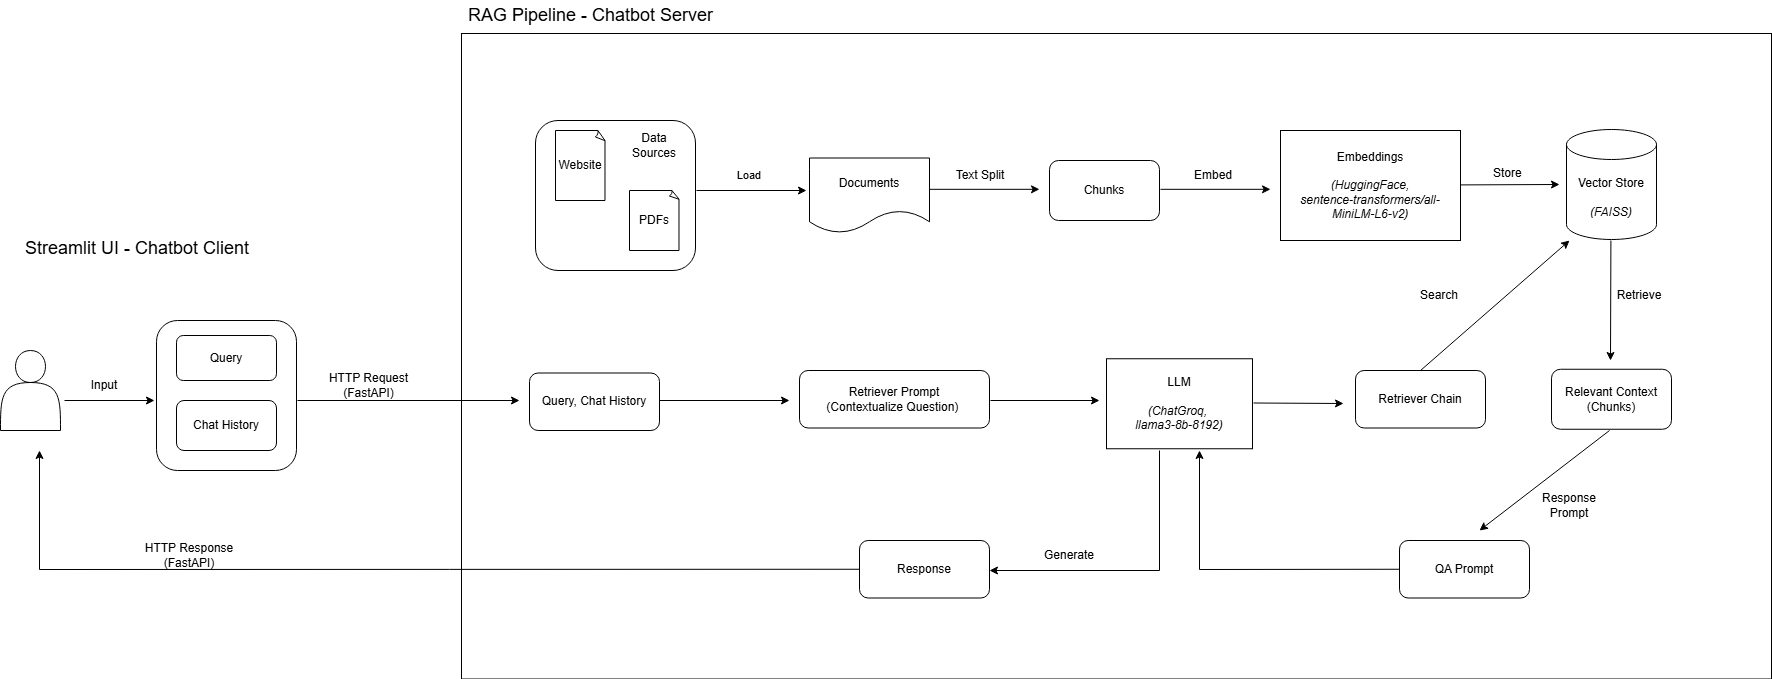 RAG Pipeline - Chatbot Server
Website
Data
Sources
PDFs
Load
Documents
Text Split
Chunks
Embed
Embeddings
(HuggingFace,
sentence-transformers/all-
MiniLM-L6-v2)
Store
Vector Store
(FAISS)
Streamlit UI - Chatbot Client
Search
Retrieve
Input
Query
Chat History
HTTP Request
(FastAPI)
Query, Chat History
Retriever Prompt
(Contextualize Question)
LLM
(ChatGroq,
llama3-8b-8192)
Retriever Chain
Relevant Context
(Chunks)
Response
Prompt
HTTP Response
(FastAPI)
Response
Generate
QA Prompt